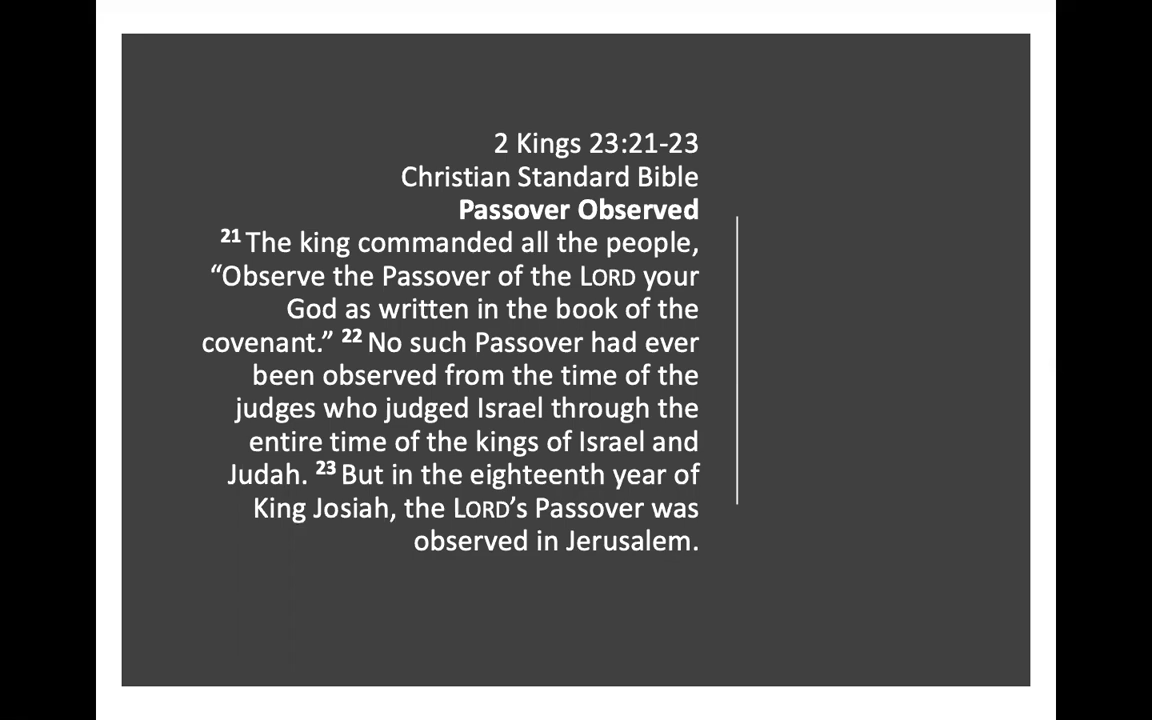 2 Kings 23:21-23
Christian Standard Bible
Passover Observed
21 The king commanded all the people,
“Observe the Passover of the LORD your
God as written in the book of the
covenant.” 22 No such Passover had ever
been observed from the time of the
judges who judged Israel through the
entire time of the kings of Israel and
Judah. 23 But in the eighteenth year of
King Josiah, the LORD’s Passover was
observed in Jerusalem.